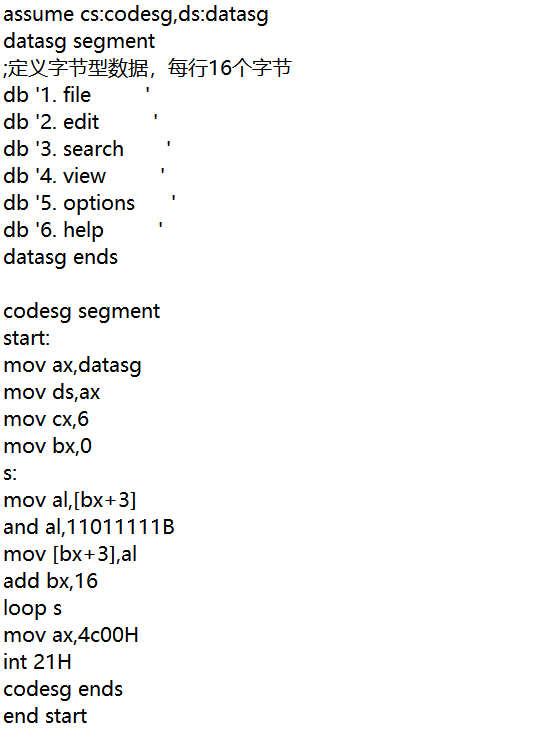 assume cs:codesg,ds:datasg
datasg segment
;定义字节型数据，每行16个字节
db '1. file         '
db '2. edit         '
db '3. search       '
db '4. view         '
db '5. options      '
db '6. help         '
datasg ends

codesg segment
start:
mov ax,datasg
mov ds,ax
mov cx,6
mov bx,0
s:
mov al,[bx+3]
and al,11011111B
mov [bx+3],al
add bx,16
loop s
mov ax,4c00H
int 21H
codesg ends
end start